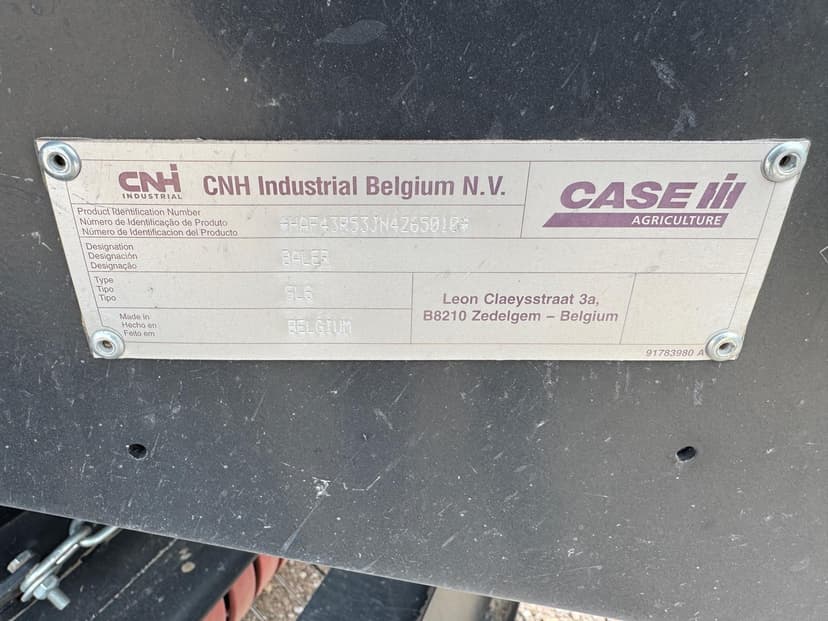 CNH INDUSTRIAL
CNH Industrial Belgium N.V.
CASE IH
AGRICULTURE
Product Identification Number
Número de Identificação de Produto
Número de Identificacion del Producto
Designation
Designación
Designação
BALER
Type
Tipo
Tipo
Made in
Hecho en
Feito em
BELGIUM
Leon Claeysstraat 3a,
B8210 Zedelgem – Belgium
91783980 A